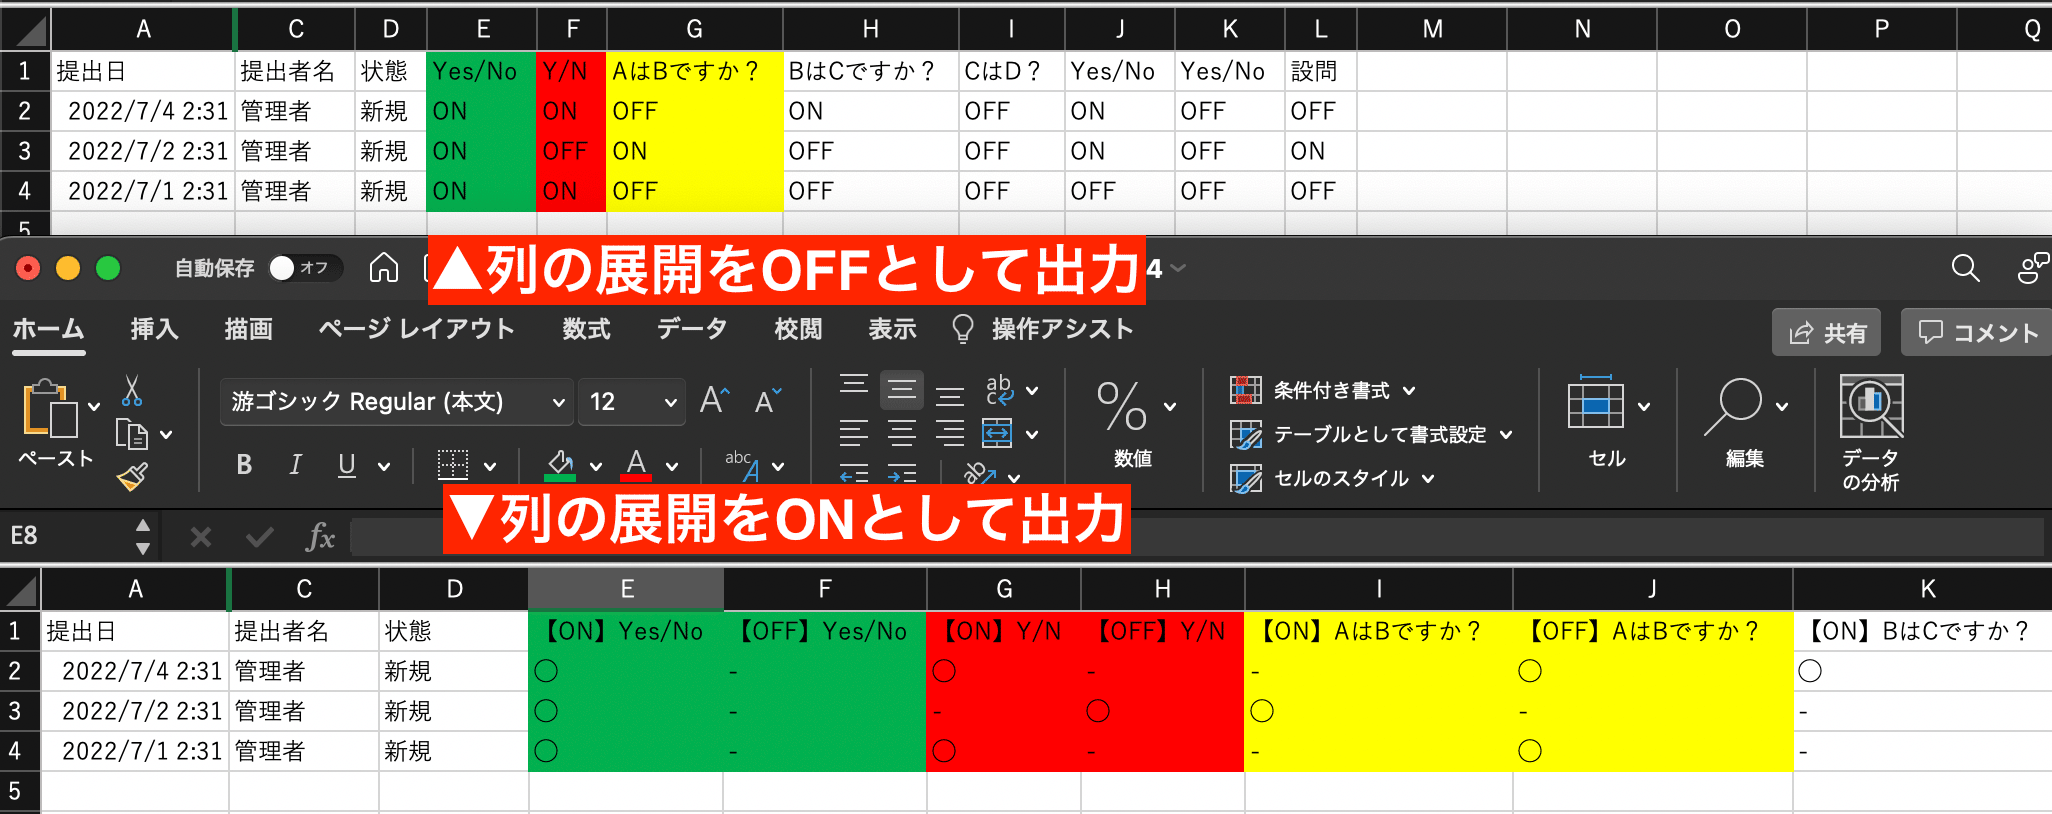 A C D E F G H I J K L M N O P Q
1 提出日 提出者名 状態 Yes/No Y/N AはBですか？ BはCですか？ CはD？ Yes/No Yes/No 設問
2 2022/7/4 2:31 管理者 新規 ON ON OFF ON OFF ON OFF OFF
3 2022/7/2 2:31 管理者 新規 ON OFF ON OFF OFF ON OFF ON
4 2022/7/1 2:31 管理者 新規 ON ON OFF OFF OFF OFF OFF OFF
5
自動保存 オフ ▲列の展開をOFFとして出力 4
ホーム 挿入 描画 ページ レイアウト 数式 データ 校閲 表示 操作アシスト 共有 コメント
ペースト
游ゴシック Regular (本文) 12 A A
B I U A abc A
ab c
ab
% 数値
条件付き書式
テーブルとして書式設定
セルのスタイル
セル
編集
データ
の分析
▼列の展開をONとして出力
E8 fx
A C D E F G H I J K
1 提出日 提出者名 状態 【ON】Yes/No 【OFF】Yes/No 【ON】Y/N 【OFF】Y/N 【ON】AはBですか？ 【OFF】AはBですか？ 【ON】BはCですか？
2 2022/7/4 2:31 管理者 新規 〇 - 〇 - - 〇 〇
3 2022/7/2 2:31 管理者 新規 〇 - - 〇 〇 - -
4 2022/7/1 2:31 管理者 新規 〇 - 〇 - - 〇 -
5